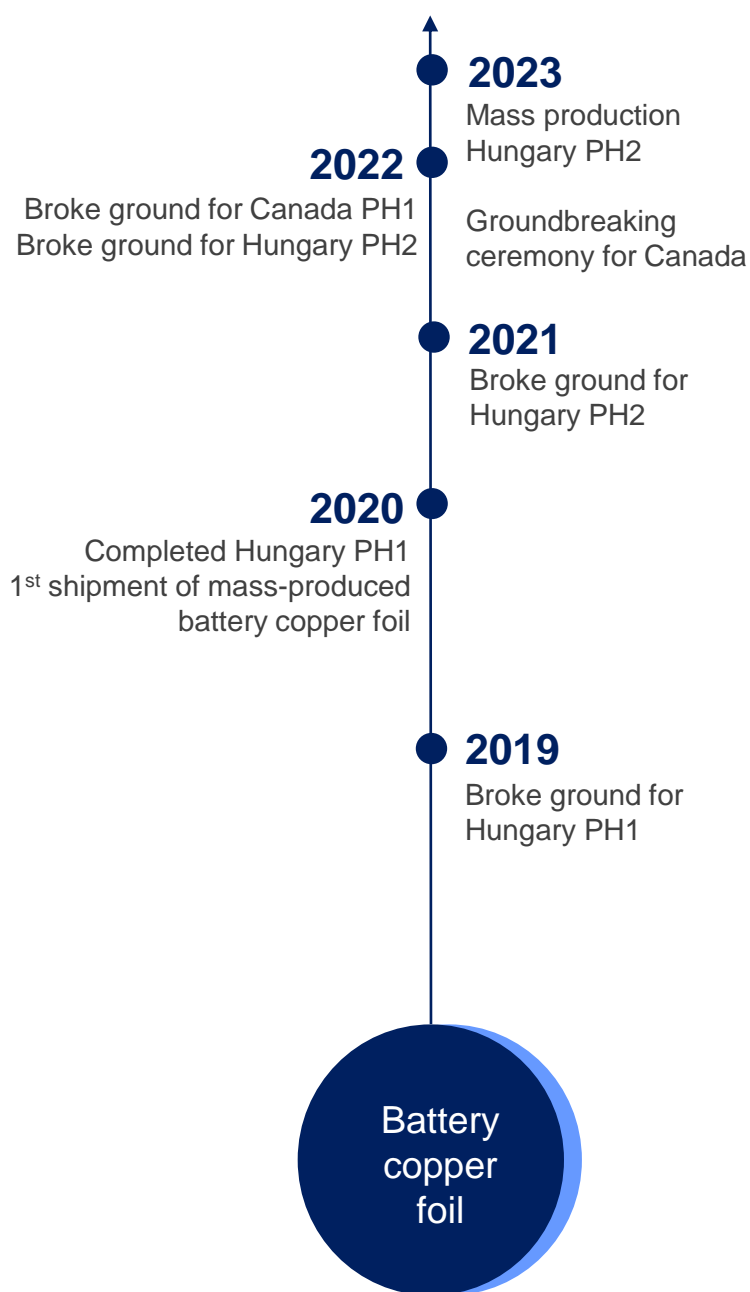 2023
Mass production
Hungary PH2
Groundbreaking
ceremony for Canada
2022
Broke ground for Canada PH1
Broke ground for Hungary PH2
2021
Broke ground for
Hungary PH2
2020
Completed Hungary PH1
1st shipment of mass-produced
battery copper foil
2019
Broke ground for
Hungary PH1
Battery
copper
foil